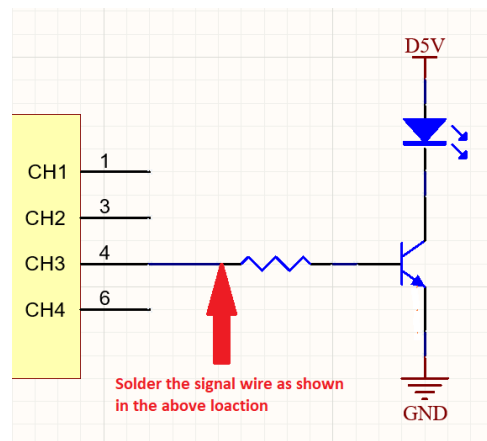 D5V
CH1 1
CH2 3
CH3 4
CH4 6
Solder the signal wire as shown
in the above loaction
GND